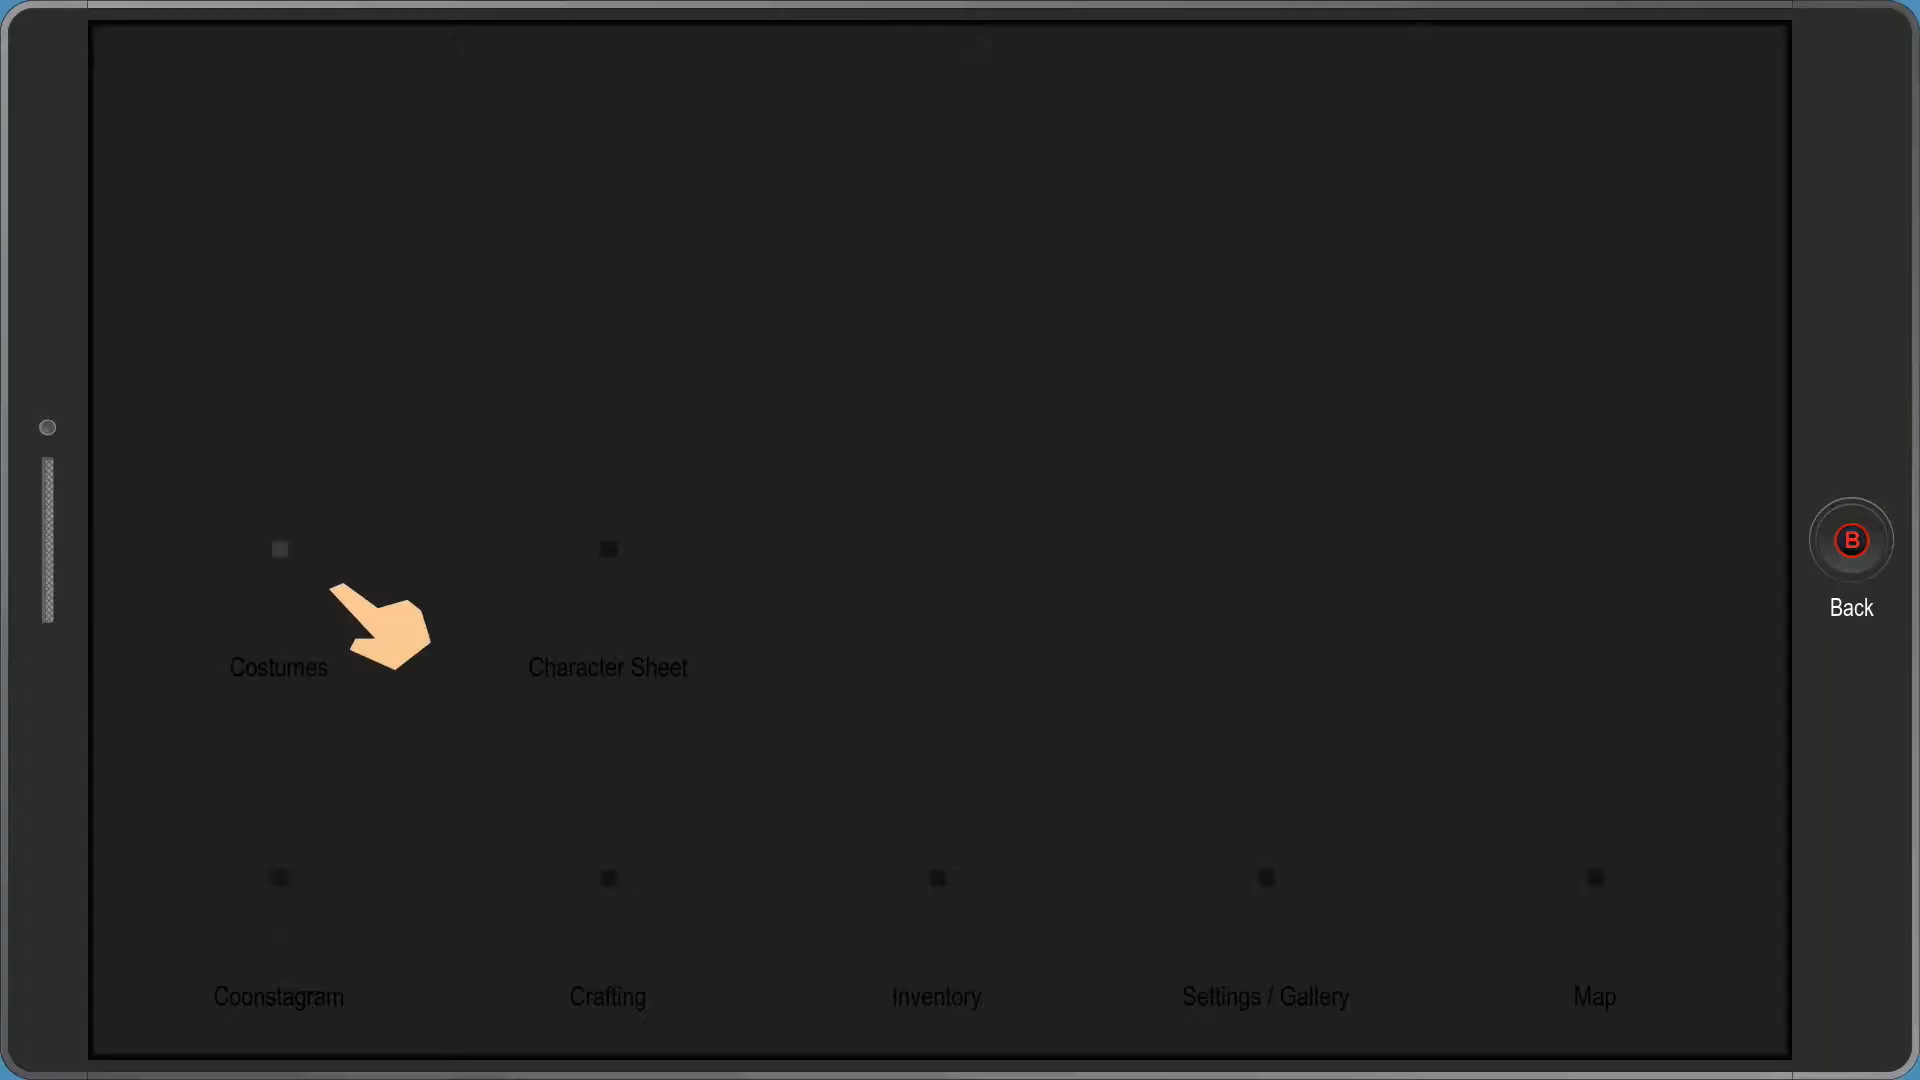 B
Back
Costumes
Character Sheet
Coonstagram
Crafting
Inventory
Settings / Gallery
Map